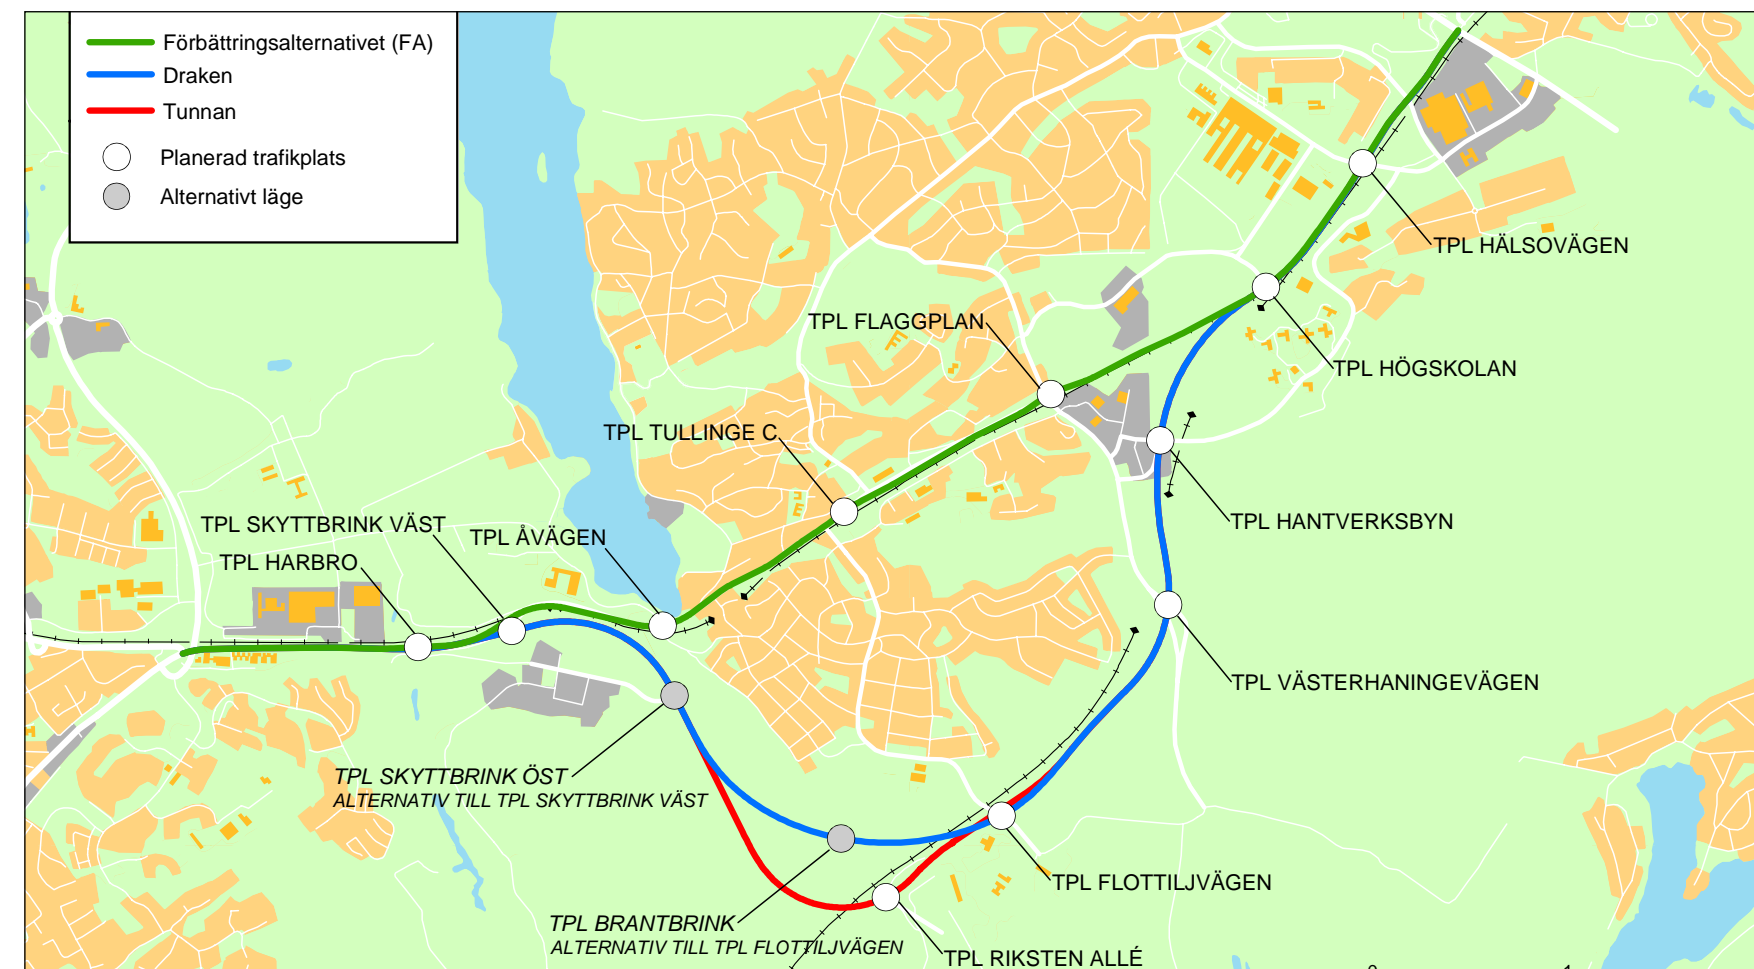 Förbättringsalternativet (FA)
Draken
Tunnan
Planerad trafikplats
Alternativt läge
TPL HÄLSOVÄGEN
TPL FLAGGPLAN
TPL HÖGSKOLAN
TPL TULLINGE C
TPL SKYTTBRINK VÄST
TPL ÅVÄGEN
TPL HANTVERKSBYN
TPL HARBRO
TPL VÄSTERHANINGEVÄGEN
TPL SKYTTBRINK ÖST
ALTERNATIV TILL TPL SKYTTBRINK VÄST
TPL FLOTTILJVÄGEN
TPL BRANTBRINK
ALTERNATIV TILL TPL FLOTTILJVÄGEN
TPL RIKSTEN ALLÉ